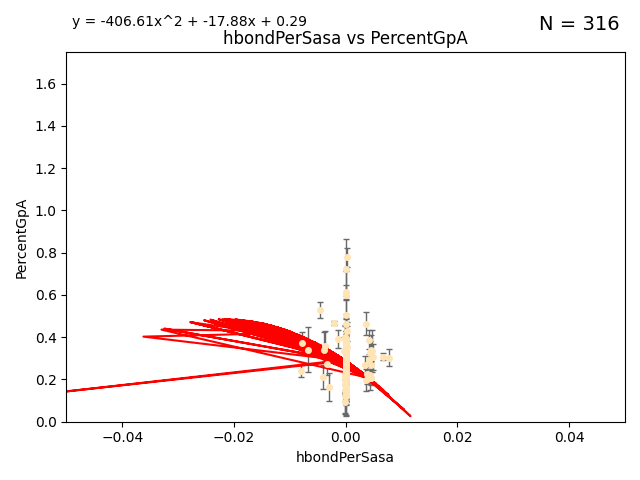 y = -406.61x^2 + -17.88x + 0.29
N = 316
hbondPerSasa vs PercentGpA
PercentGpA
1.6
1.4
1.2
1.0
0.8
0.6
0.4
0.2
0.0
−0.04
−0.02
0.00
0.02
0.04
hbondPerSasa